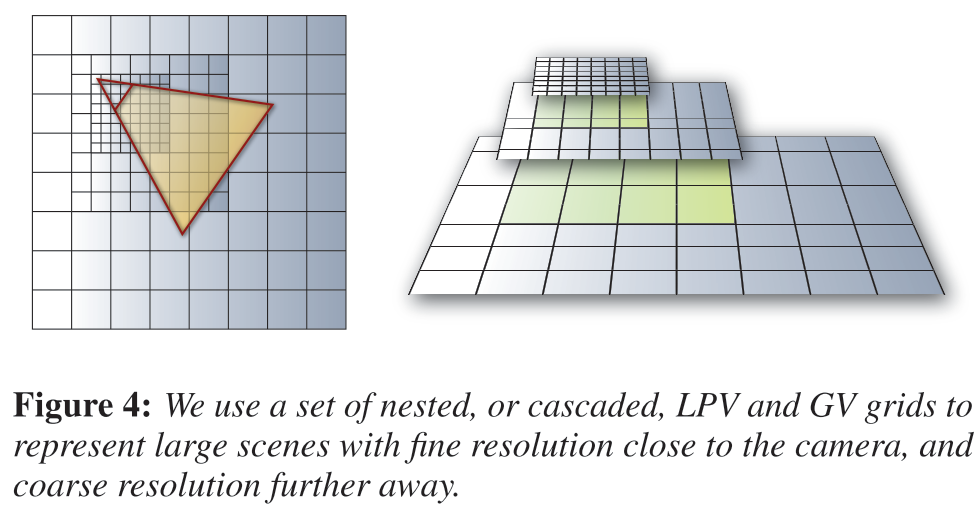 Figure 4: We use a set of nested, or cascaded, LPV and GV grids to
represent large scenes with fine resolution close to the camera, and
coarse resolution further away.